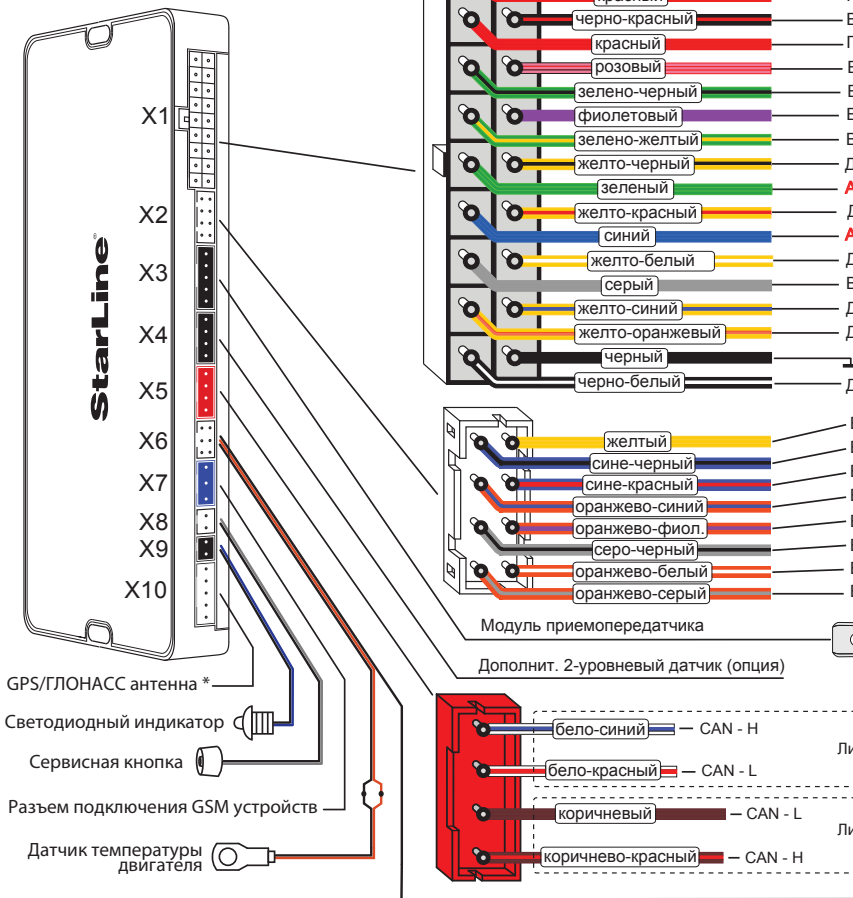 красный
черно-красный
красный
розовый
зелено-черный
фиолетовый
зелено-желтый
желто-черный
зеленый
желто-красный
синий
желто-белый
серый
желто-синий
желто-оранжевый
черный
черно-белый
X1
X2
X3
X4
X5
X6
X7
X8
X9
X10
StarLine
желтый
сине-черный
сине-красный
оранжево-синий
оранжево-фиол.
серо-черный
оранжево-белый
оранжево-серый
Модуль приемопередатчика
Дополнит. 2-уровневый датчик (опция)
GPS/ГЛОНАСС антенна *
Светодиодный индикатор
Сервисная кнопка
Разъем подключения GSM устройств
Датчик температуры
двигателя
бело-синий CAN - H
бело-красный CAN - L
коричневый CAN - L
коричнево-красный CAN - H